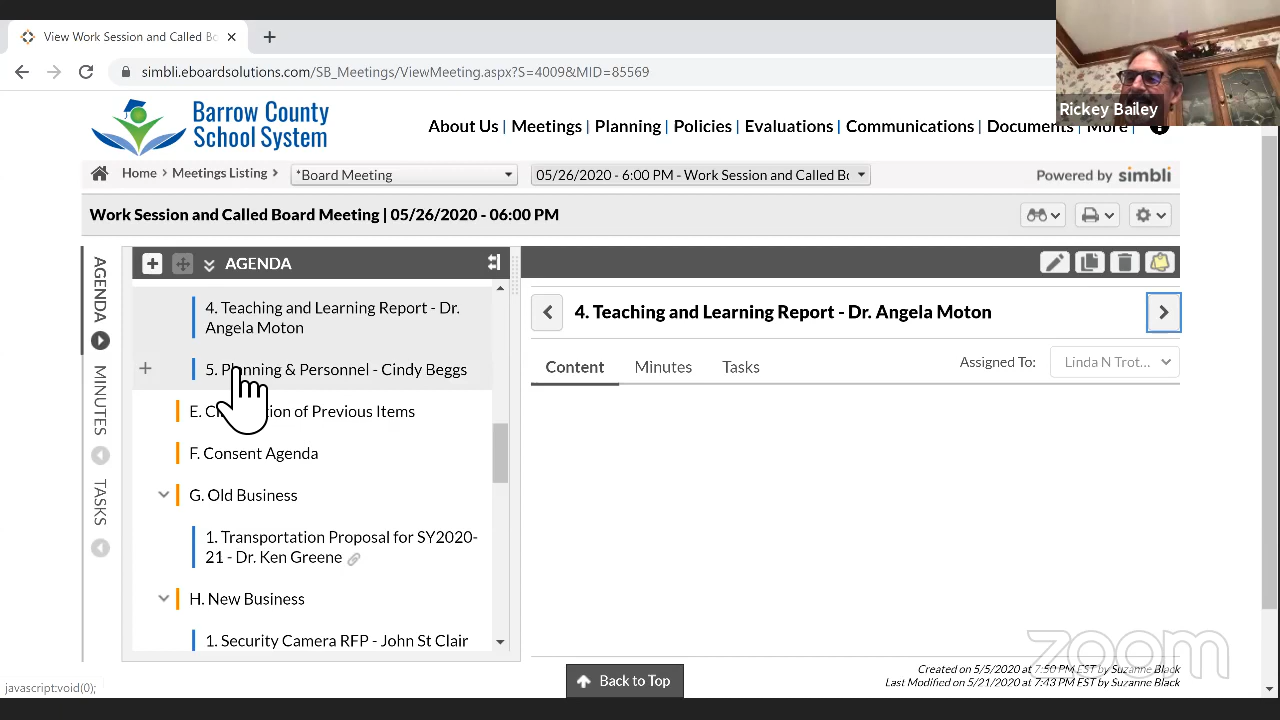 View Work Session and Called Bo
simbli.eboardsolutions.com/SB_Meetings/ViewMeeting.aspx?S=4009&MID=85569
Rickey Bailey
Barrow County
School System
About Us | Meetings | Planning | Policies | Evaluations | Communications | Documents | More
Home > Meetings Listing > *Board Meeting 05/26/2020 - 6:00 PM - Work Session and Called Bo Powered by simbli
Work Session and Called Board Meeting | 05/26/2020 - 06:00 PM
AGENDA
MINUTES
TASKS
AGENDA
4. Teaching and Learning Report - Dr.
Angela Moton
5. Planning & Personnel - Cindy Beggs
E. of Previous Items
F. Consent Agenda
G. Old Business
1. Transportation Proposal for SY2020-
21 - Dr. Ken Greene
H. New Business
1. Security Camera RFP - John St Clair
4. Teaching and Learning Report - Dr. Angela Moton
Content Minutes Tasks Assigned To: Linda N Trot...
zoom
Created on 5/5/2020 at 7:50 PM EST by Suzanne Black
Last Modified on 5/21/2020 at 7:43 PM EST by Suzanne Black
Back to Top
javascript:void(0);